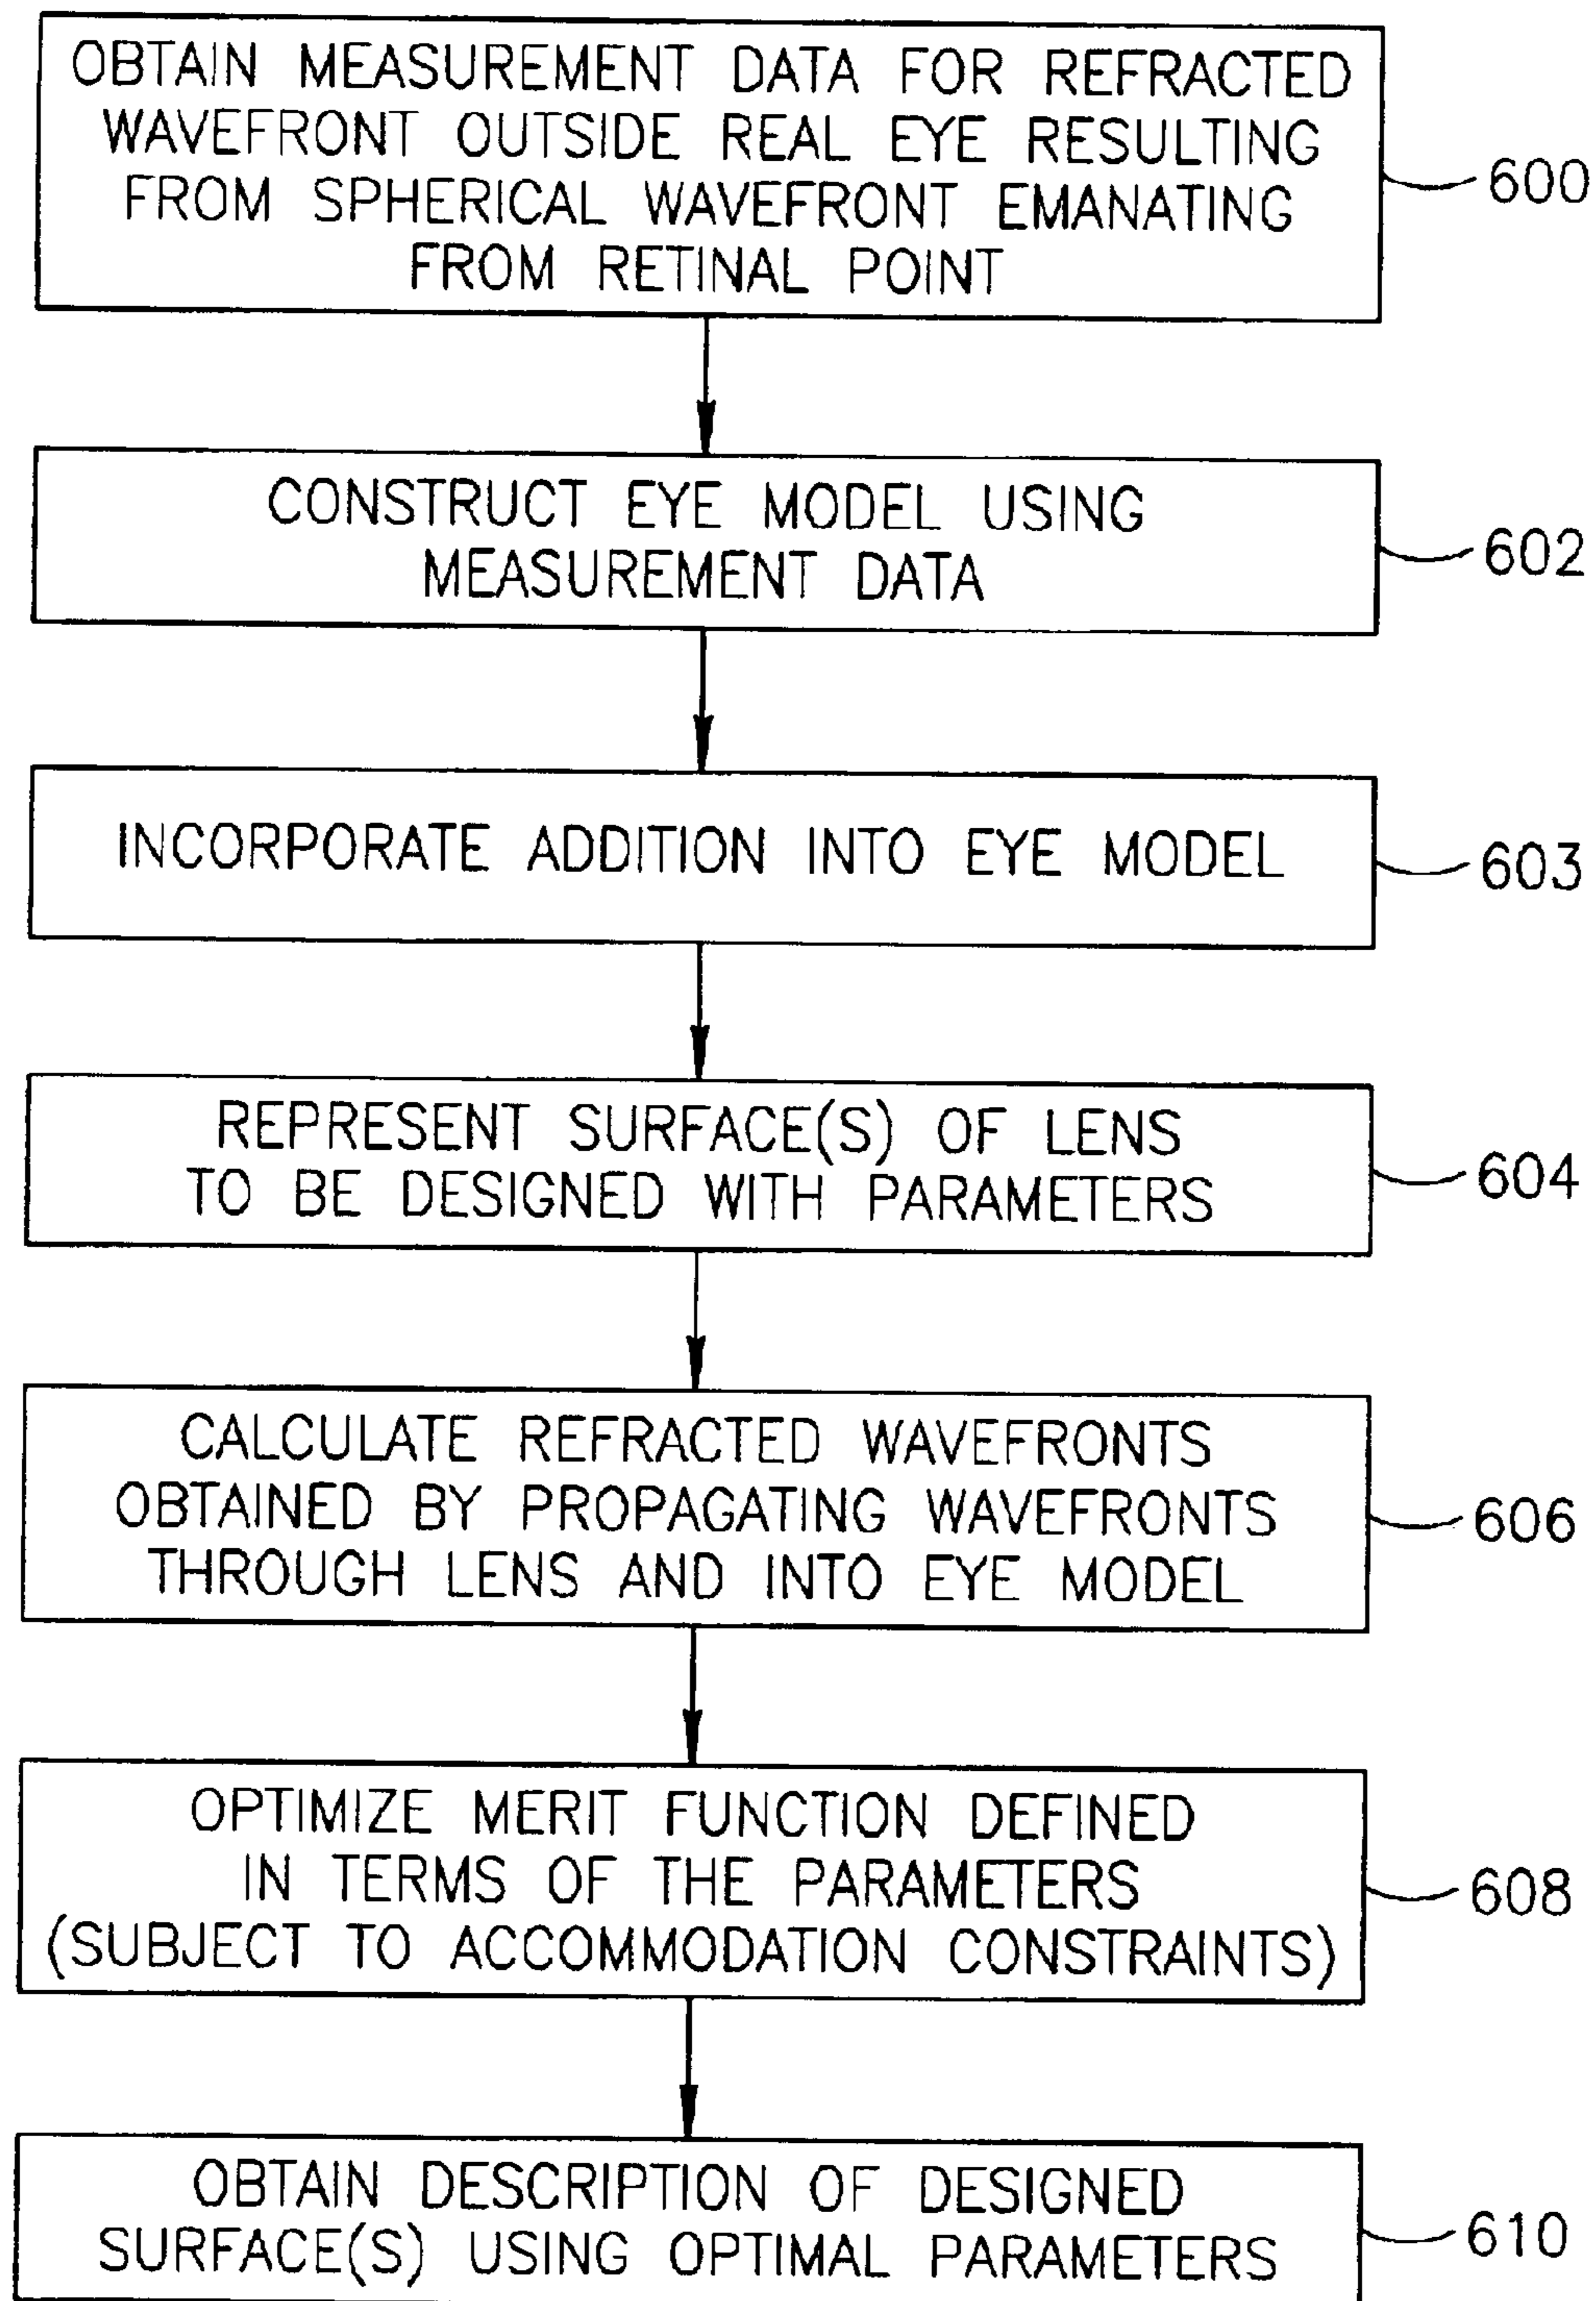 OBTAIN MEASUREMENT DATA FOR REFRACTED
WAVEFRONT OUTSIDE REAL EYE RESULTING
FROM SPHERICAL WAVEFRONT EMANATING
FROM RETINAL POINT
600
CONSTRUCT EYE MODEL USING
MEASUREMENT DATA
602
INCORPORATE ADDITION INTO EYE MODEL
603
REPRESENT SURFACE(S) OF LENS
TO BE DESIGNED WITH PARAMETERS
604
CALCULATE REFRACTED WAVEFRONTS
OBTAINED BY PROPAGATING WAVEFRONTS
THROUGH LENS AND INTO EYE MODEL
606
OPTIMIZE MERIT FUNCTION DEFINED
IN TERMS OF THE PARAMETERS
(SUBJECT TO ACCOMMODATION CONSTRAINTS)
608
OBTAIN DESCRIPTION OF DESIGNED
SURFACE(S) USING OPTIMAL PARAMETERS
610